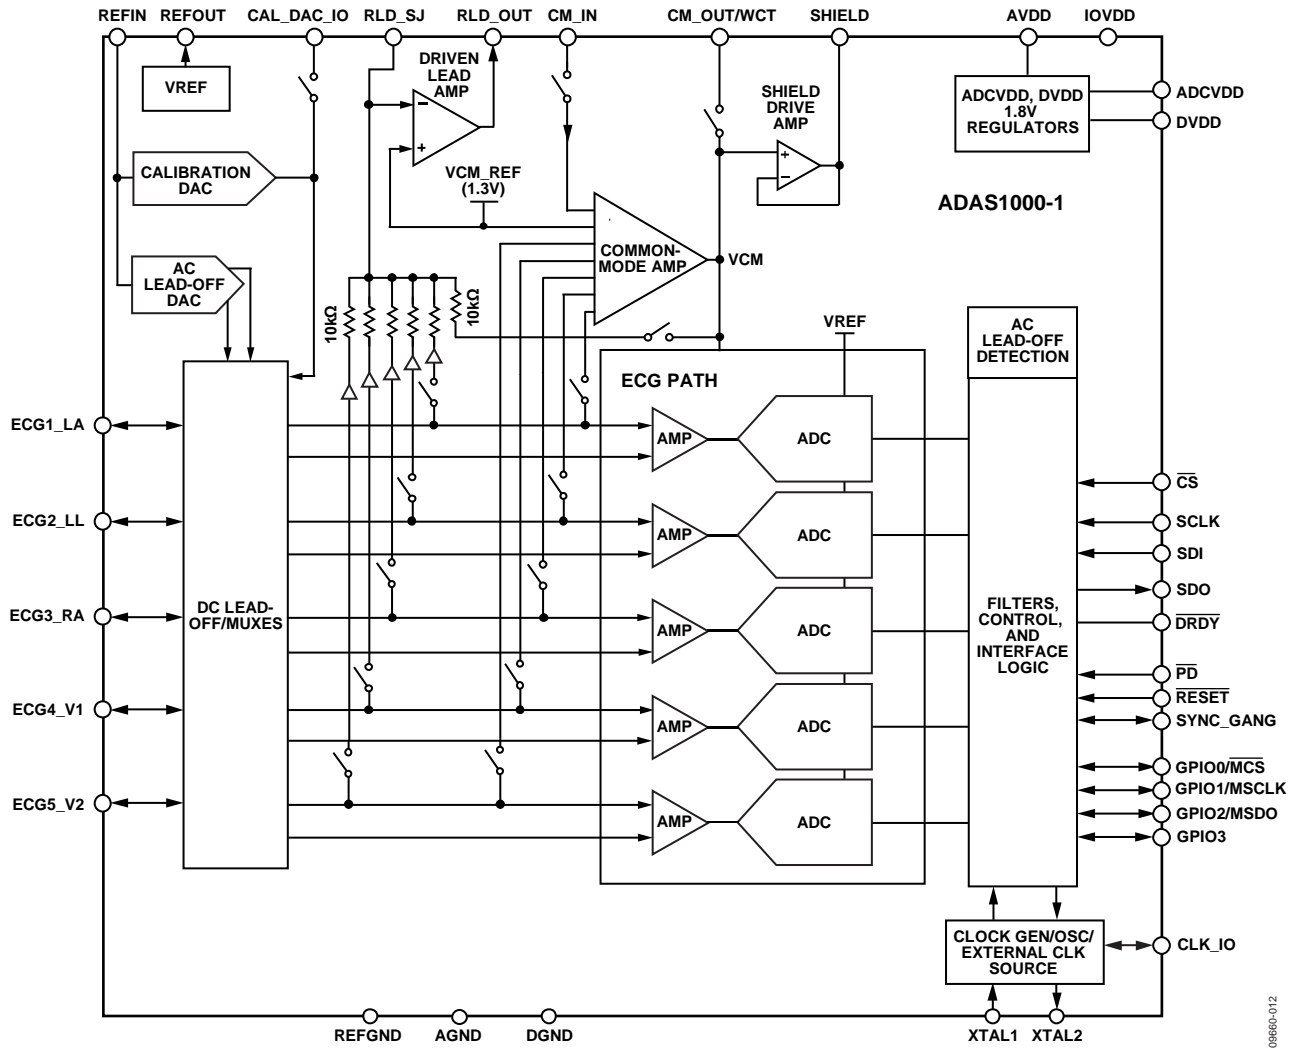 REFIN REFOUT CAL_DAC_IO RLD_SJ RLD_OUT CM_IN CM_OUT/WCT SHIELD AVDD IOVDD
DRIVEN
LEAD
AMP
VREF
SHIELD
DRIVE
AMP
ADCVDD, DVDD
1.8V
REGULATORS
ADCVDD
DVDD
–
+
+
–
CALIBRATION
DAC
VCM_REF
(1.3V)
ADAS1000-1
AC
LEAD-OFF
DAC
COMMON-
MODE AMP
VCM
10kΩ
10kΩ
VREF
AC
LEAD-OFF
DETECTION
ECG PATH
ECG1_LA
AMP
ADC
ECG2_LL
AMP
ADC
ECG3_RA
DC LEAD-
OFF/MUXES
AMP
ADC
ECG4_V1
AMP
ADC
ECG5_V2
AMP
ADC
FILTERS,
CONTROL,
AND
INTERFACE
LOGIC
CS
SCLK
SDI
SDO
DRDY
PD
RESET
SYNC_GANG
GPIO0/MCS
GPIO1/MSCLK
GPIO2/MSDO
GPIO3
CLOCK GEN/OSC/
EXTERNAL CLK
SOURCE
CLK_IO
REFGND AGND DGND XTAL1 XTAL2
09660-012